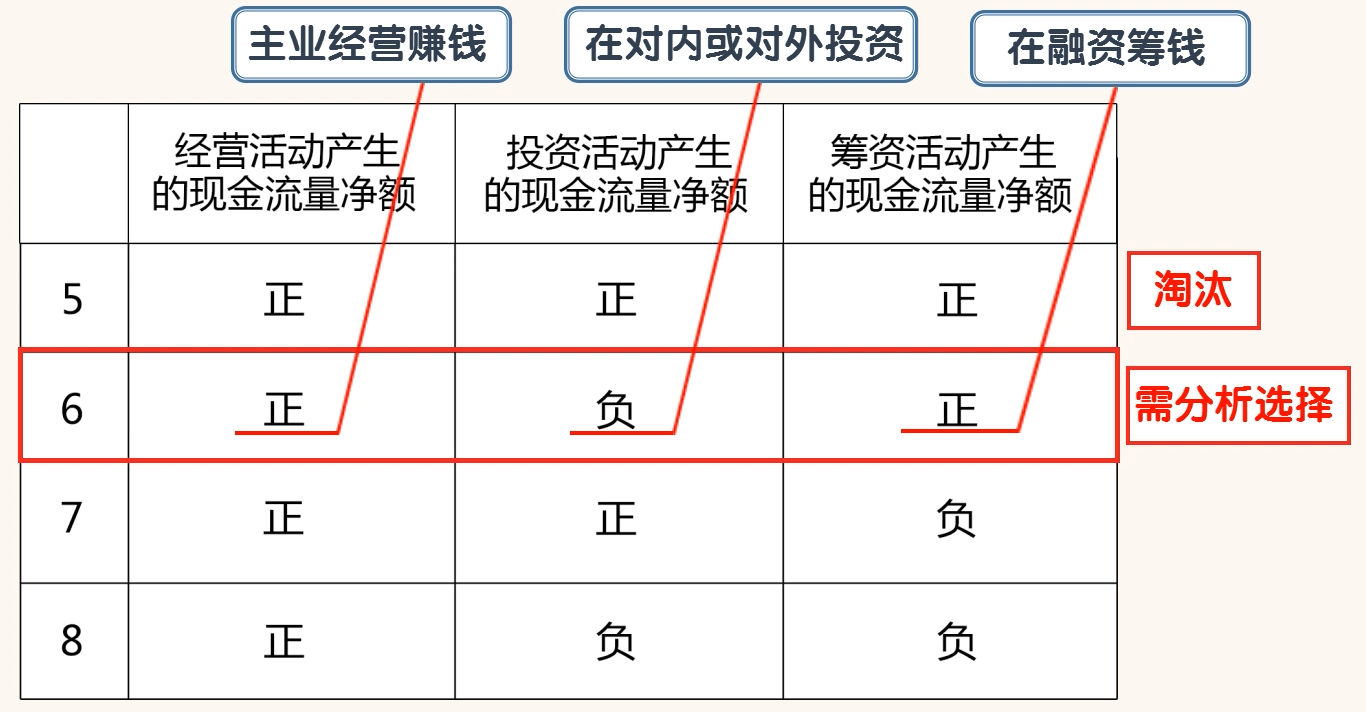 主业经营赚钱
在对内或对外投资
在融资筹钱
经营活动产生
的现金流量净额
投资活动产生
的现金流量净额
筹资活动产生
的现金流量净额
5 正 正 正
淘汰
6 正 负 正
需分析选择
7 正 正 负
8 正 负 负